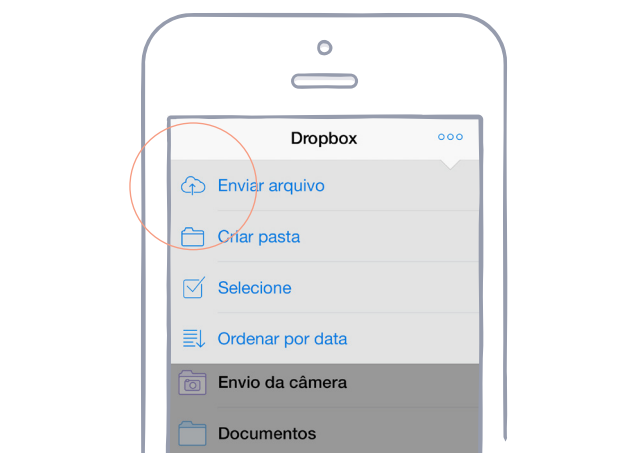 Dropbox
Enviar arquivo
Criar pasta
Selecione
Ordenar por data
Envio da câmera
Documentos